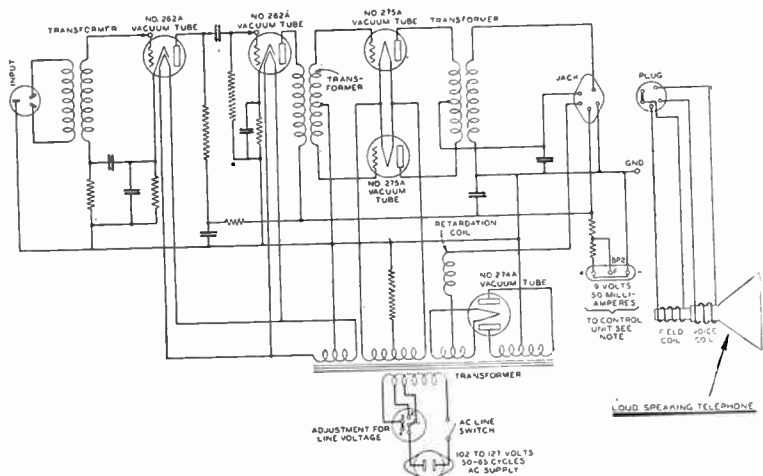 NO. 262A
VACUUM TUBE
NO. 262A
VACUUM TUBE
NO 275A
VACUUM TUBE
TRANSFORMER
TRANSFORMER
INPUT
TRANS-
FORMER
JACK
PLUG
NO. 275A
VACUUM
TUBE
GND
RETARDATION
COIL
NO 274A
VACUUM TUBE
+ F BP2 -
9 VOLTS
50 MILLI-
AMPERES
TO CONTROL
UNIT SEE
NOTE
FIELD
COIL
VOICE
COIL
TRANSFORMER
LOUD SPEAKING TELEPHONE
ADJUSTMENT FOR
LINE VOLTAGE
AC LINE
SWITCH
102 TO 127 VOLTS
50-65 CYCLES
AC SUPPLY